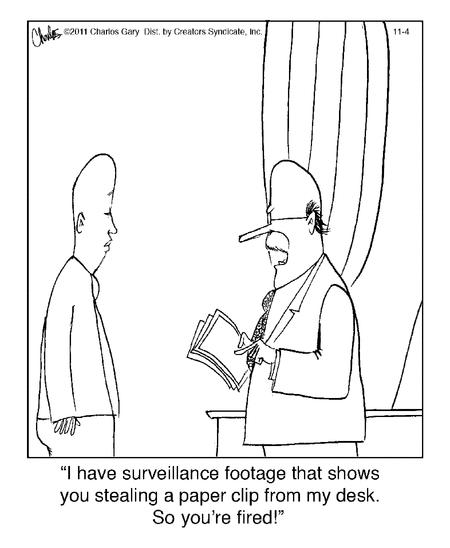 Charlos ©2011 Charlos Gary Dist. by Creators Syndicate, Inc. 11-4
“I have surveillance footage that shows
you stealing a paper clip from my desk.
So you’re fired!”